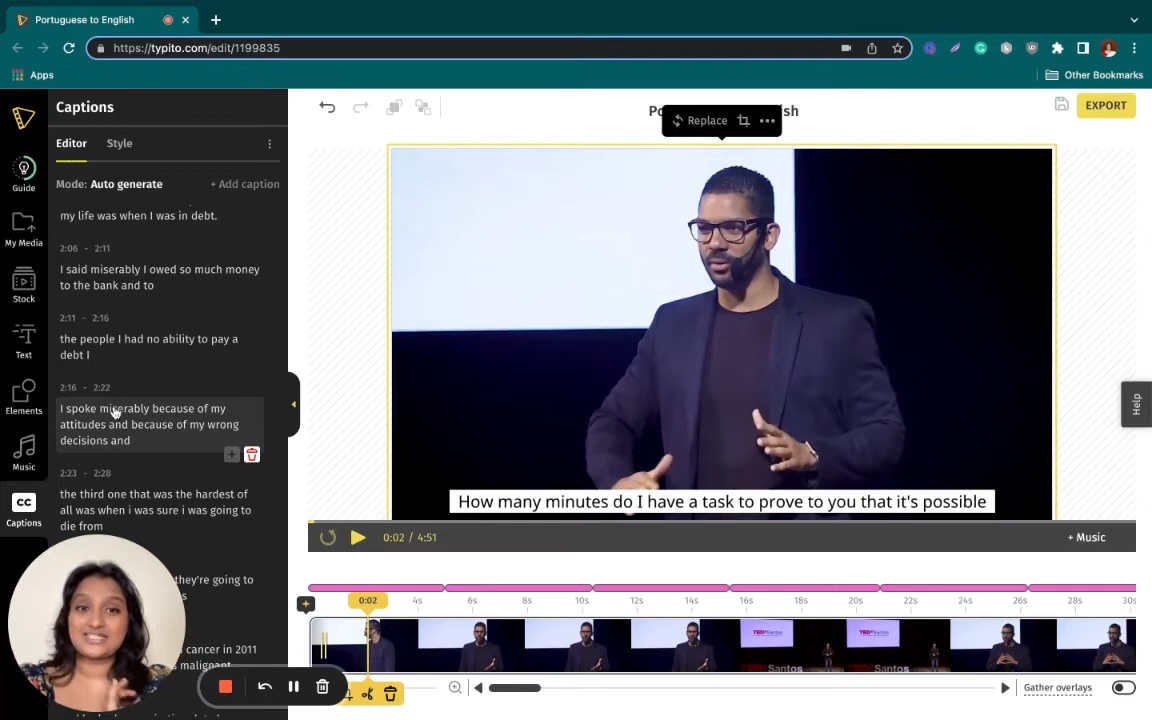 Portuguese to English
https://typito.com/edit/1199835
Apps
Other Bookmarks
Captions
Editor
Style
Mode: Auto generate
+ Add caption
my life was when I was in debt.
2:06 - 2:11
I said miserably I owed so much money
to the bank and to
2:11 - 2:16
the people I had no ability to pay a
debt I
2:16 - 2:22
I spoke miserably because of my
attitudes and because of my wrong
decisions and
2:23 - 2:28
the third one that was the hardest of
all was when i was sure i was going to
die from
they're going to
cancer in 2011
malignant
Guide
My Media
Stock
Text
Elements
Music
CC
Captions
EXPORT
Replace
How many minutes do I have a task to prove to you that it's possible
0:02 / 4:51
+ Music
Help
0:02
4s
6s
8s
10s
12s
14s
16s
18s
20s
22s
24s
26s
28s
30s
TEDxSantos
TEDxSantos
Santos
Santos
Gather overlays